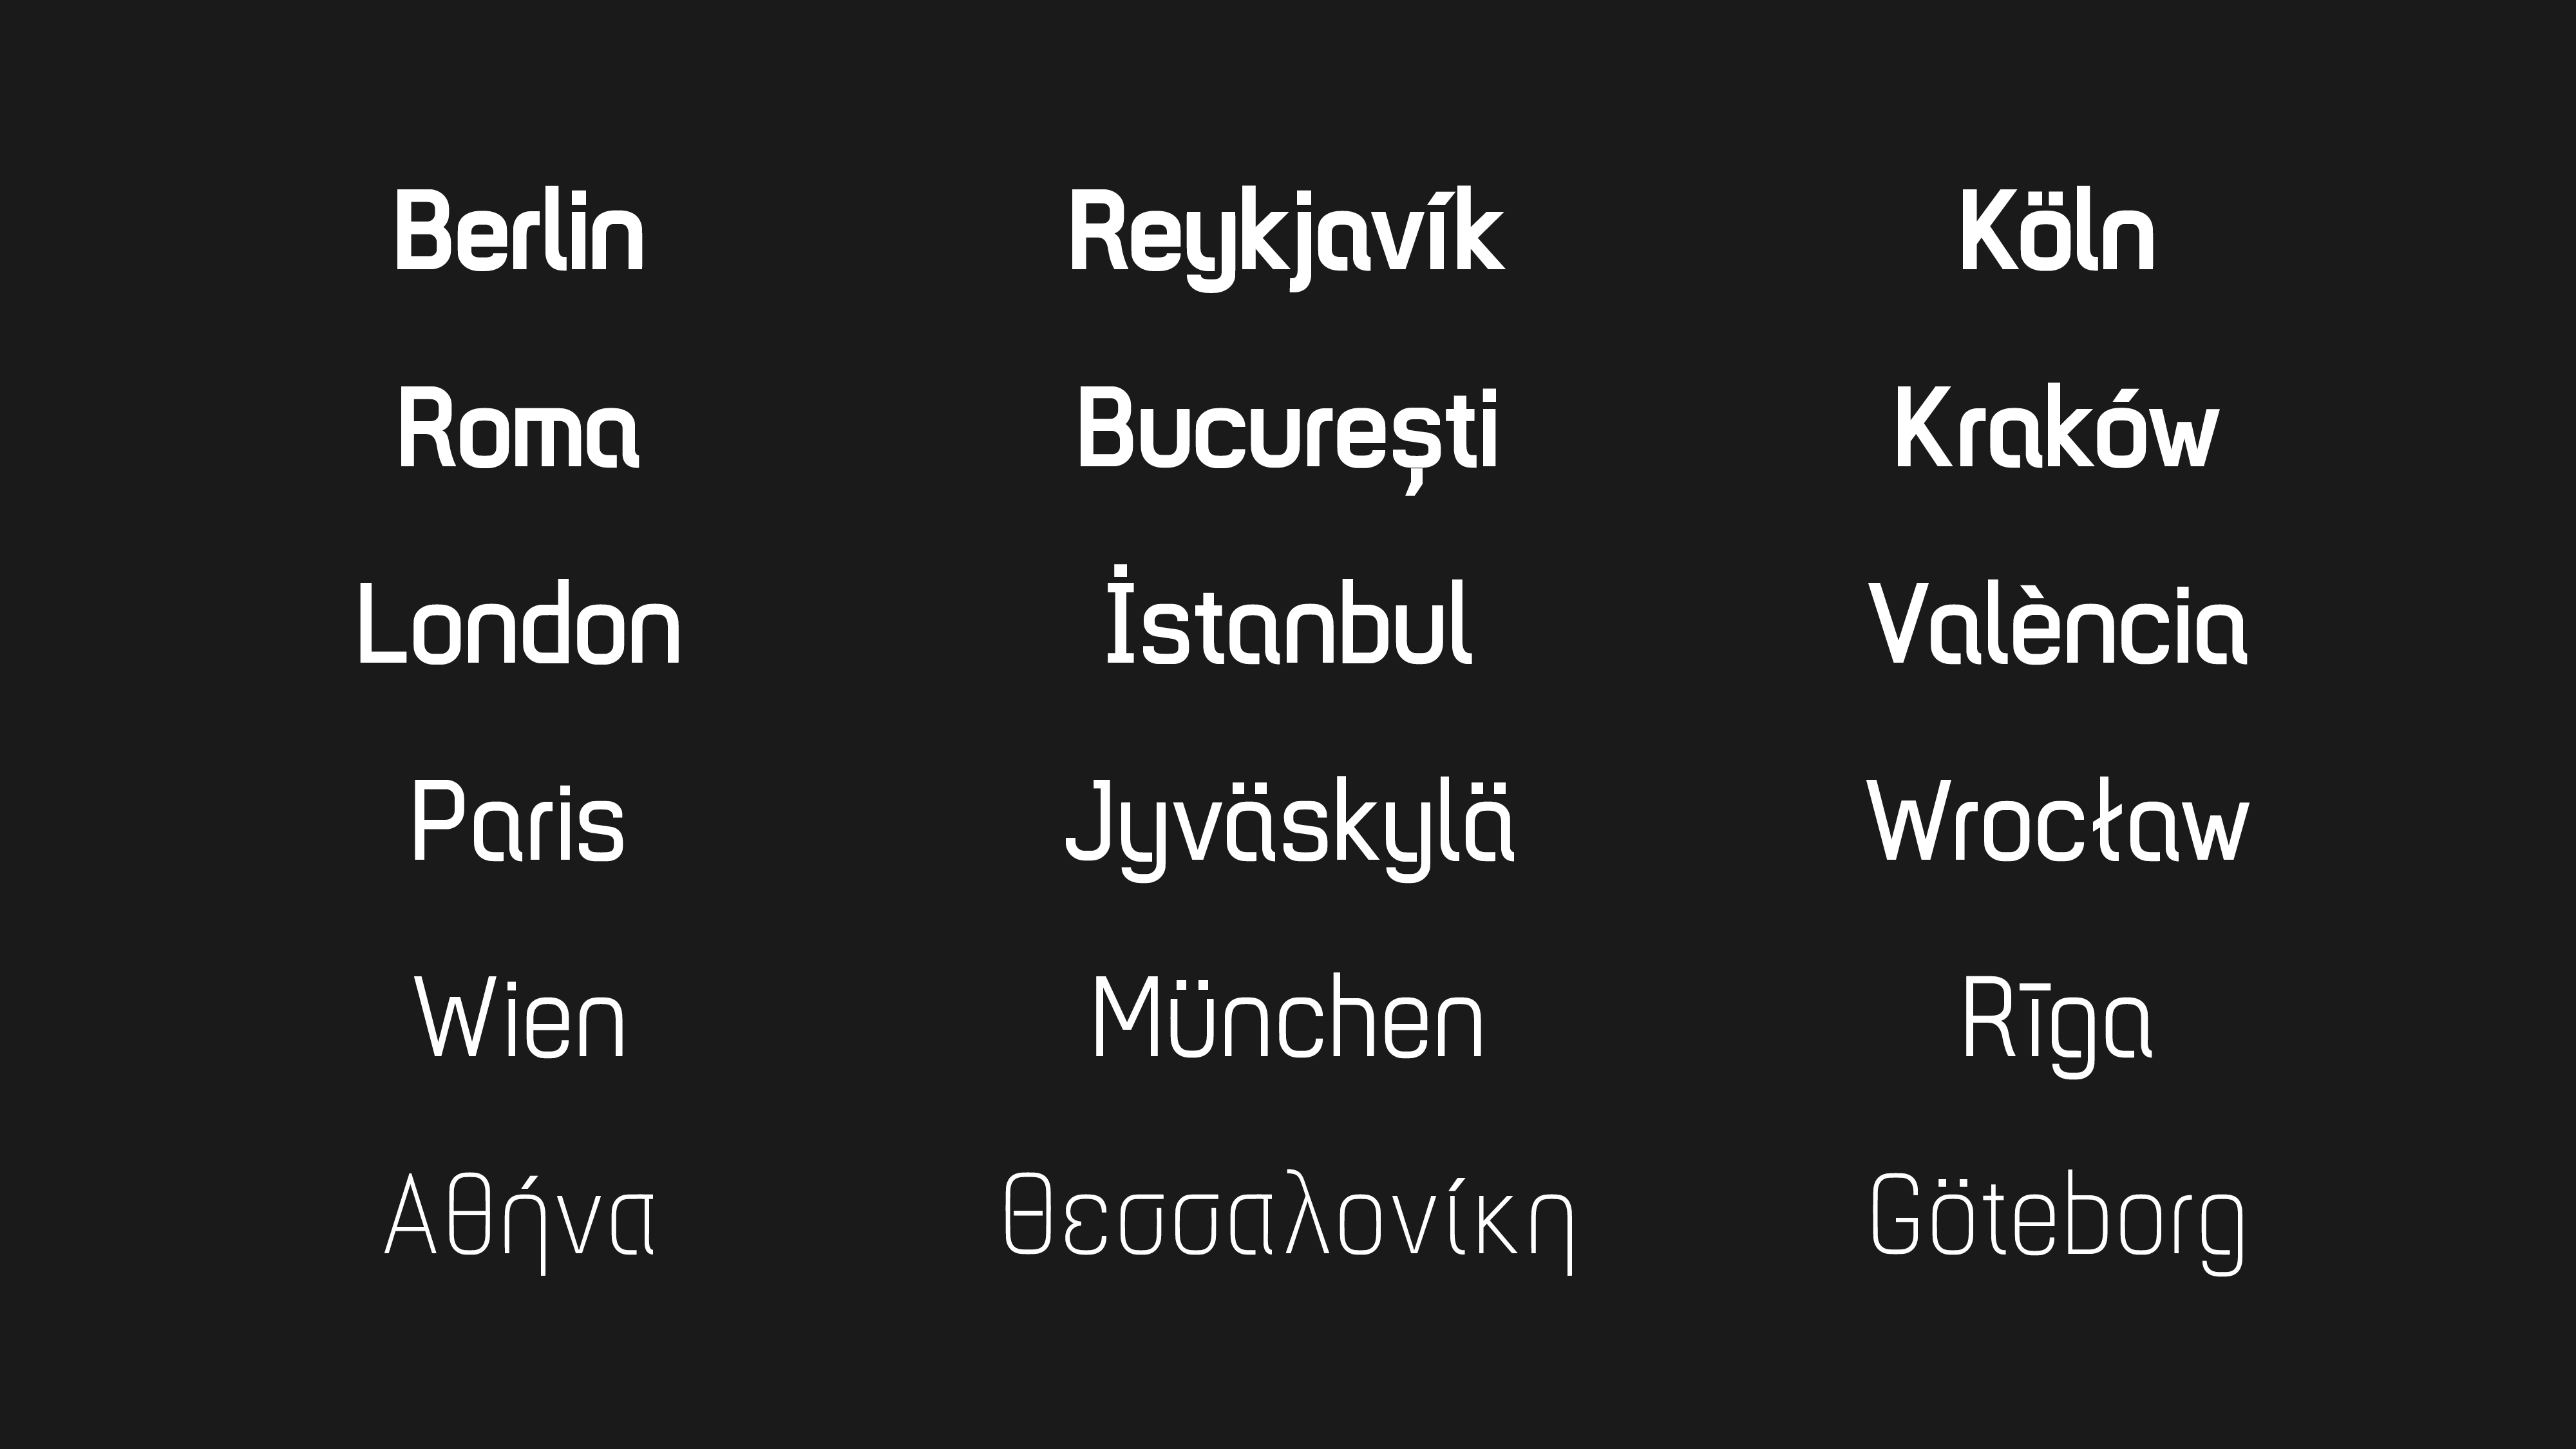 Berlin Reykjavík Köln
Roma București Kraków
London İstanbul València
Paris Jyväskylä Wrocław
Wien München Rīga
Αθήνα Θεσσαλονίκη Göteborg